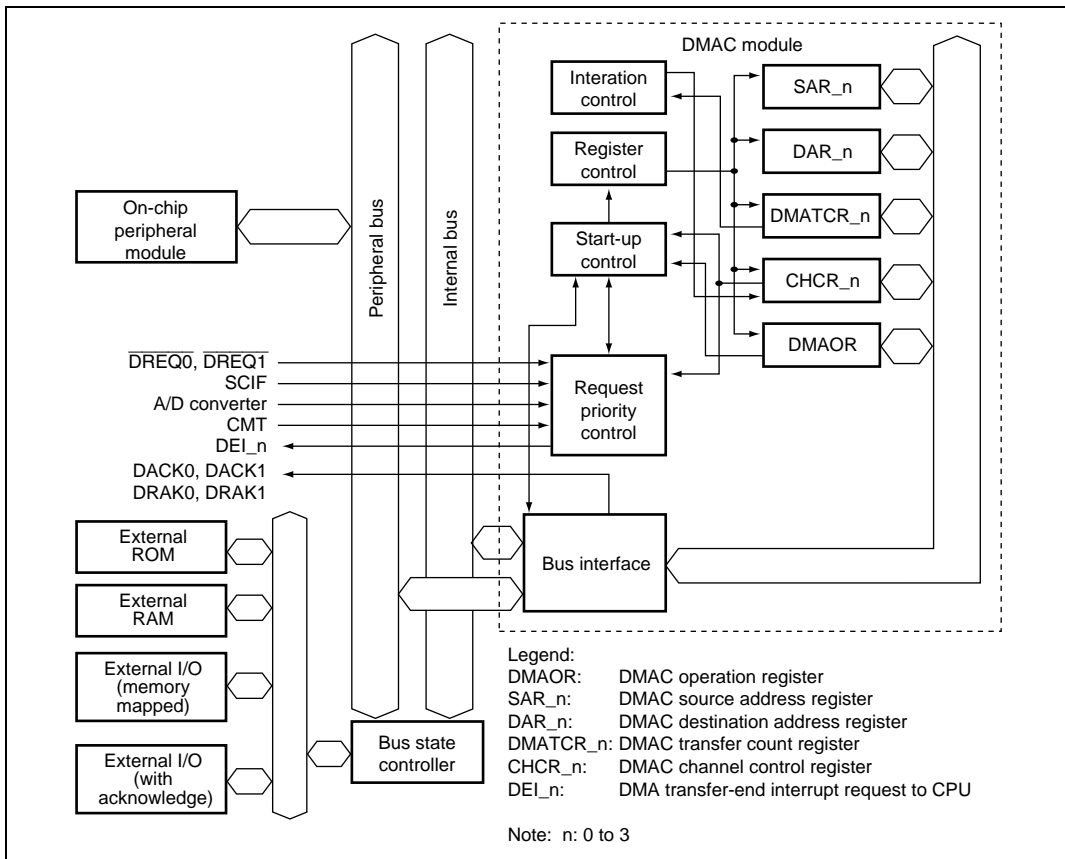 DMAC module
Interation
control
SAR_n
Register
control
DAR_n
On-chip
peripheral
module
Peripheral bus
Internal bus
DMATCR_n
Start-up
control
CHCR_n
DMAOR
DREQ0, DREQ1
SCIF
A/D converter
CMT
DEI_n
Request
priority
control
DACK0, DACK1
DRAK0, DRAK1
External
ROM
Bus interface
External
RAM
External I/O
(memory
mapped)
External I/O
(with
acknowledge)
Bus state
controller
Legend:
DMAOR: DMAC operation register
SAR_n: DMAC source address register
DAR_n: DMAC destination address register
DMATCR_n: DMAC transfer count register
CHCR_n: DMAC channel control register
DEI_n: DMA transfer-end interrupt request to CPU
Note: n: 0 to 3